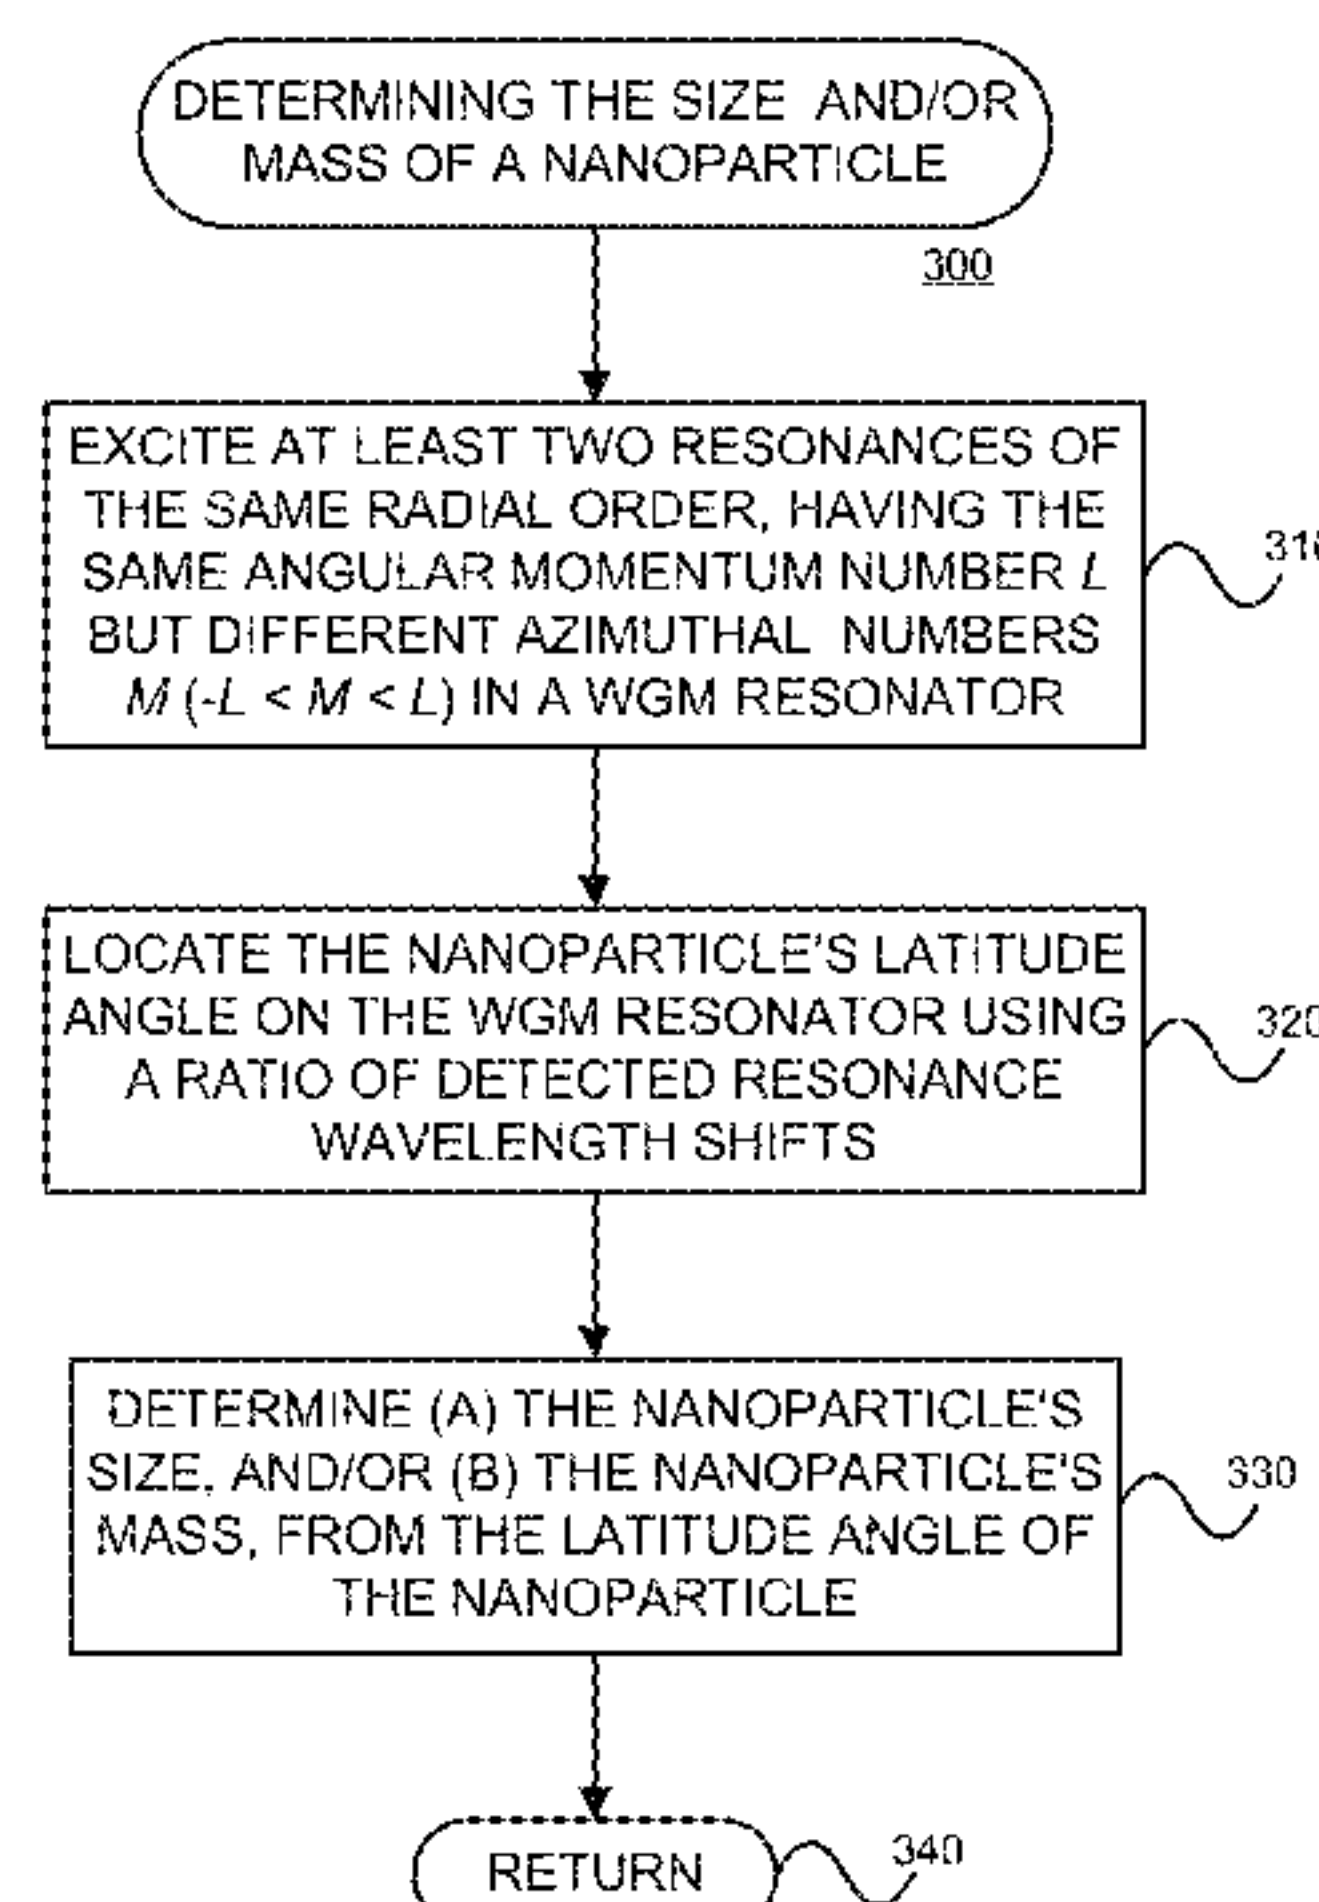 DETERMINING THE SIZE AND/OR
MASS OF A NANOPARTICLE
300
EXCITE AT LEAST TWO RESONANCES OF
THE SAME RADIAL ORDER, HAVING THE
SAME ANGULAR MOMENTUM NUMBER L
BUT DIFFERENT AZIMUTHAL NUMBERS
M (-L < M < L) IN A WGM RESONATOR
310
LOCATE THE NANOPARTICLE'S LATITUDE
ANGLE ON THE WGM RESONATOR USING
A RATIO OF DETECTED RESONANCE
WAVELENGTH SHIFTS
320
DETERMINE (A) THE NANOPARTICLE'S
SIZE, AND/OR (B) THE NANOPARTICLE'S
MASS, FROM THE LATITUDE ANGLE OF
THE NANOPARTICLE
330
RETURN
340